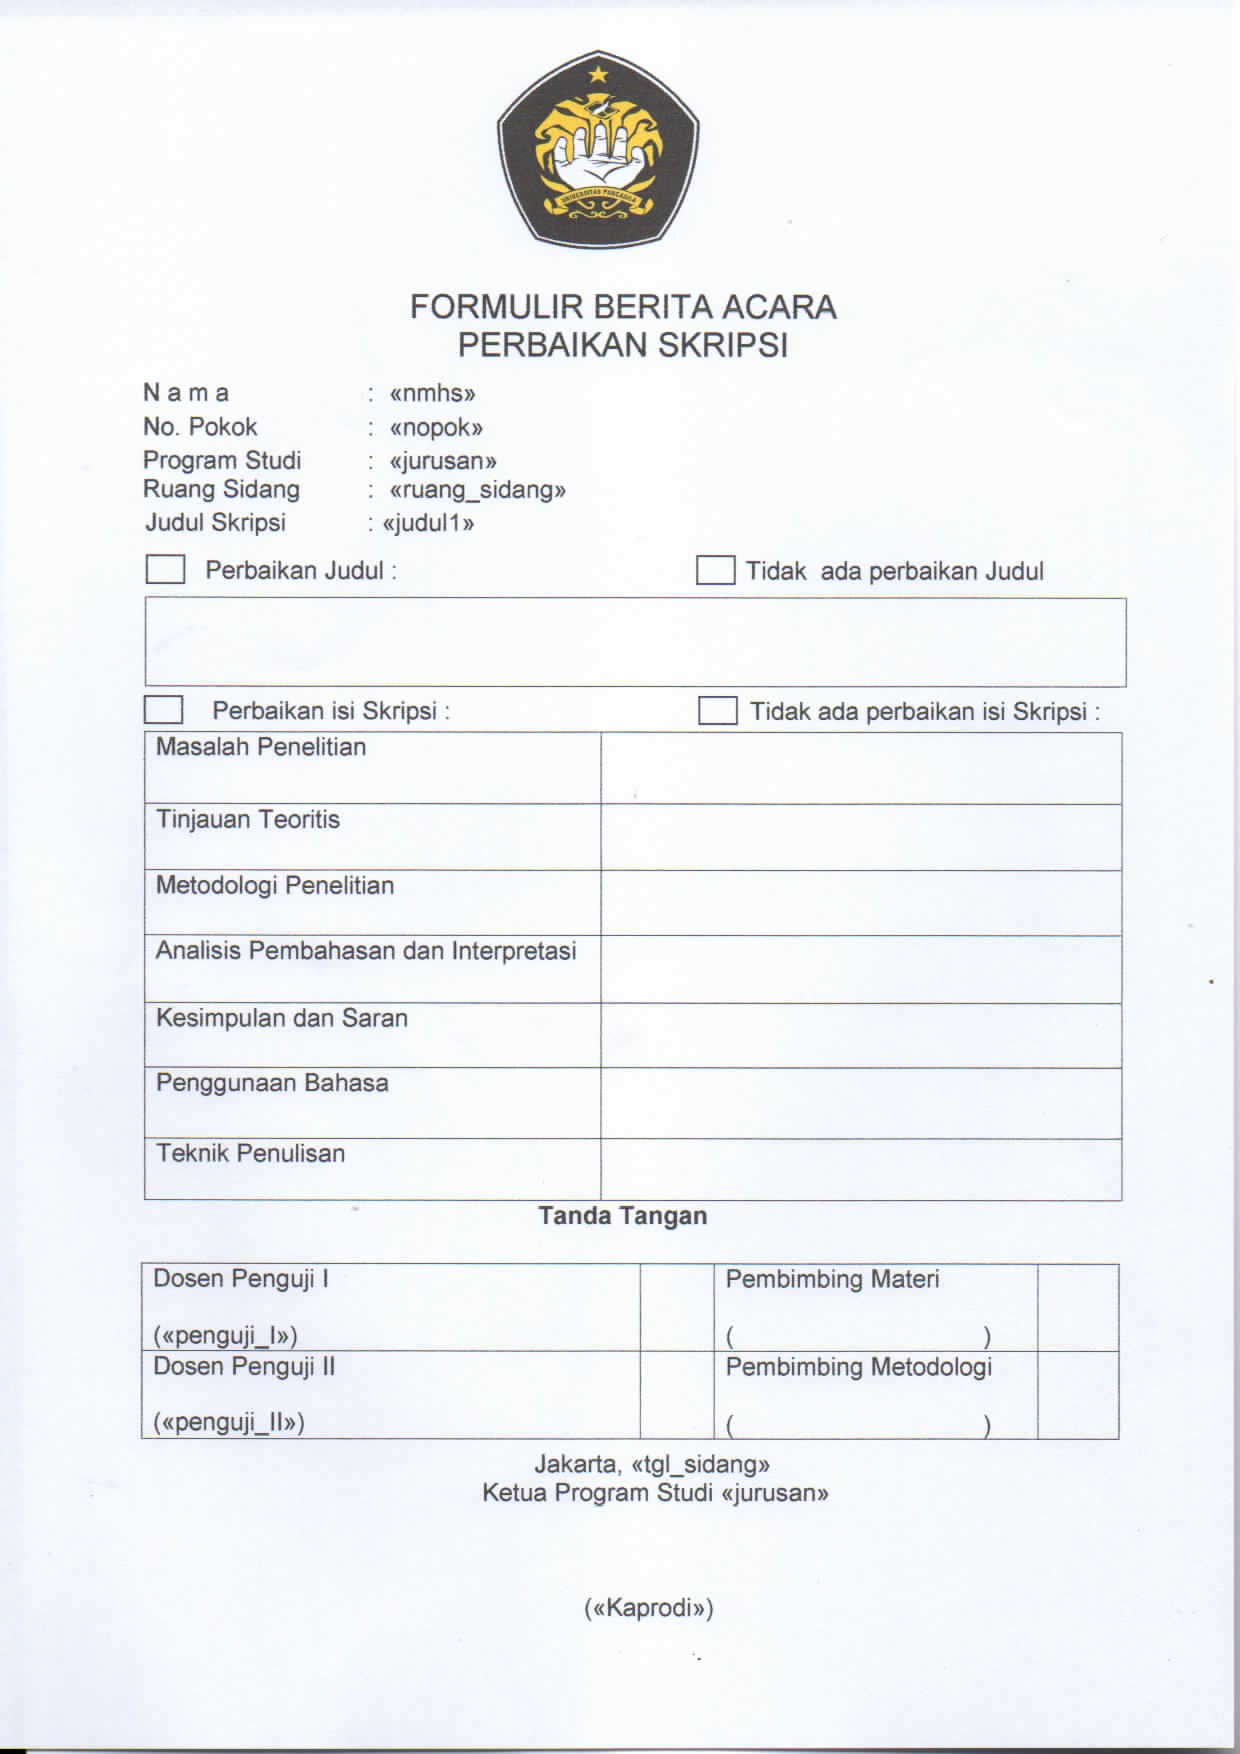 UNIVERSITAS PANCASILA
FORMULIR BERITA ACARA
PERBAIKAN SKRIPSI
N a m a : «nmhs»
No. Pokok : «nopok»
Program Studi : «jurusan»
Ruang Sidang : «ruang_sidang»
Judul Skripsi : «judul1»
Perbaikan Judul : Tidak ada perbaikan Judul
Perbaikan isi Skripsi : Tidak ada perbaikan isi Skripsi :
Masalah Penelitian
Tinjauan Teoritis
Metodologi Penelitian
Analisis Pembahasan dan Interpretasi
Kesimpulan dan Saran
Penggunaan Bahasa
Teknik Penulisan
Tanda Tangan
Dosen Penguji I Pembimbing Materi
(«penguji_I») ( )
Dosen Penguji II Pembimbing Metodologi
(«penguji_II») ( )
Jakarta, «tgl_sidang»
Ketua Program Studi «jurusan»
(«Kaprodi»)